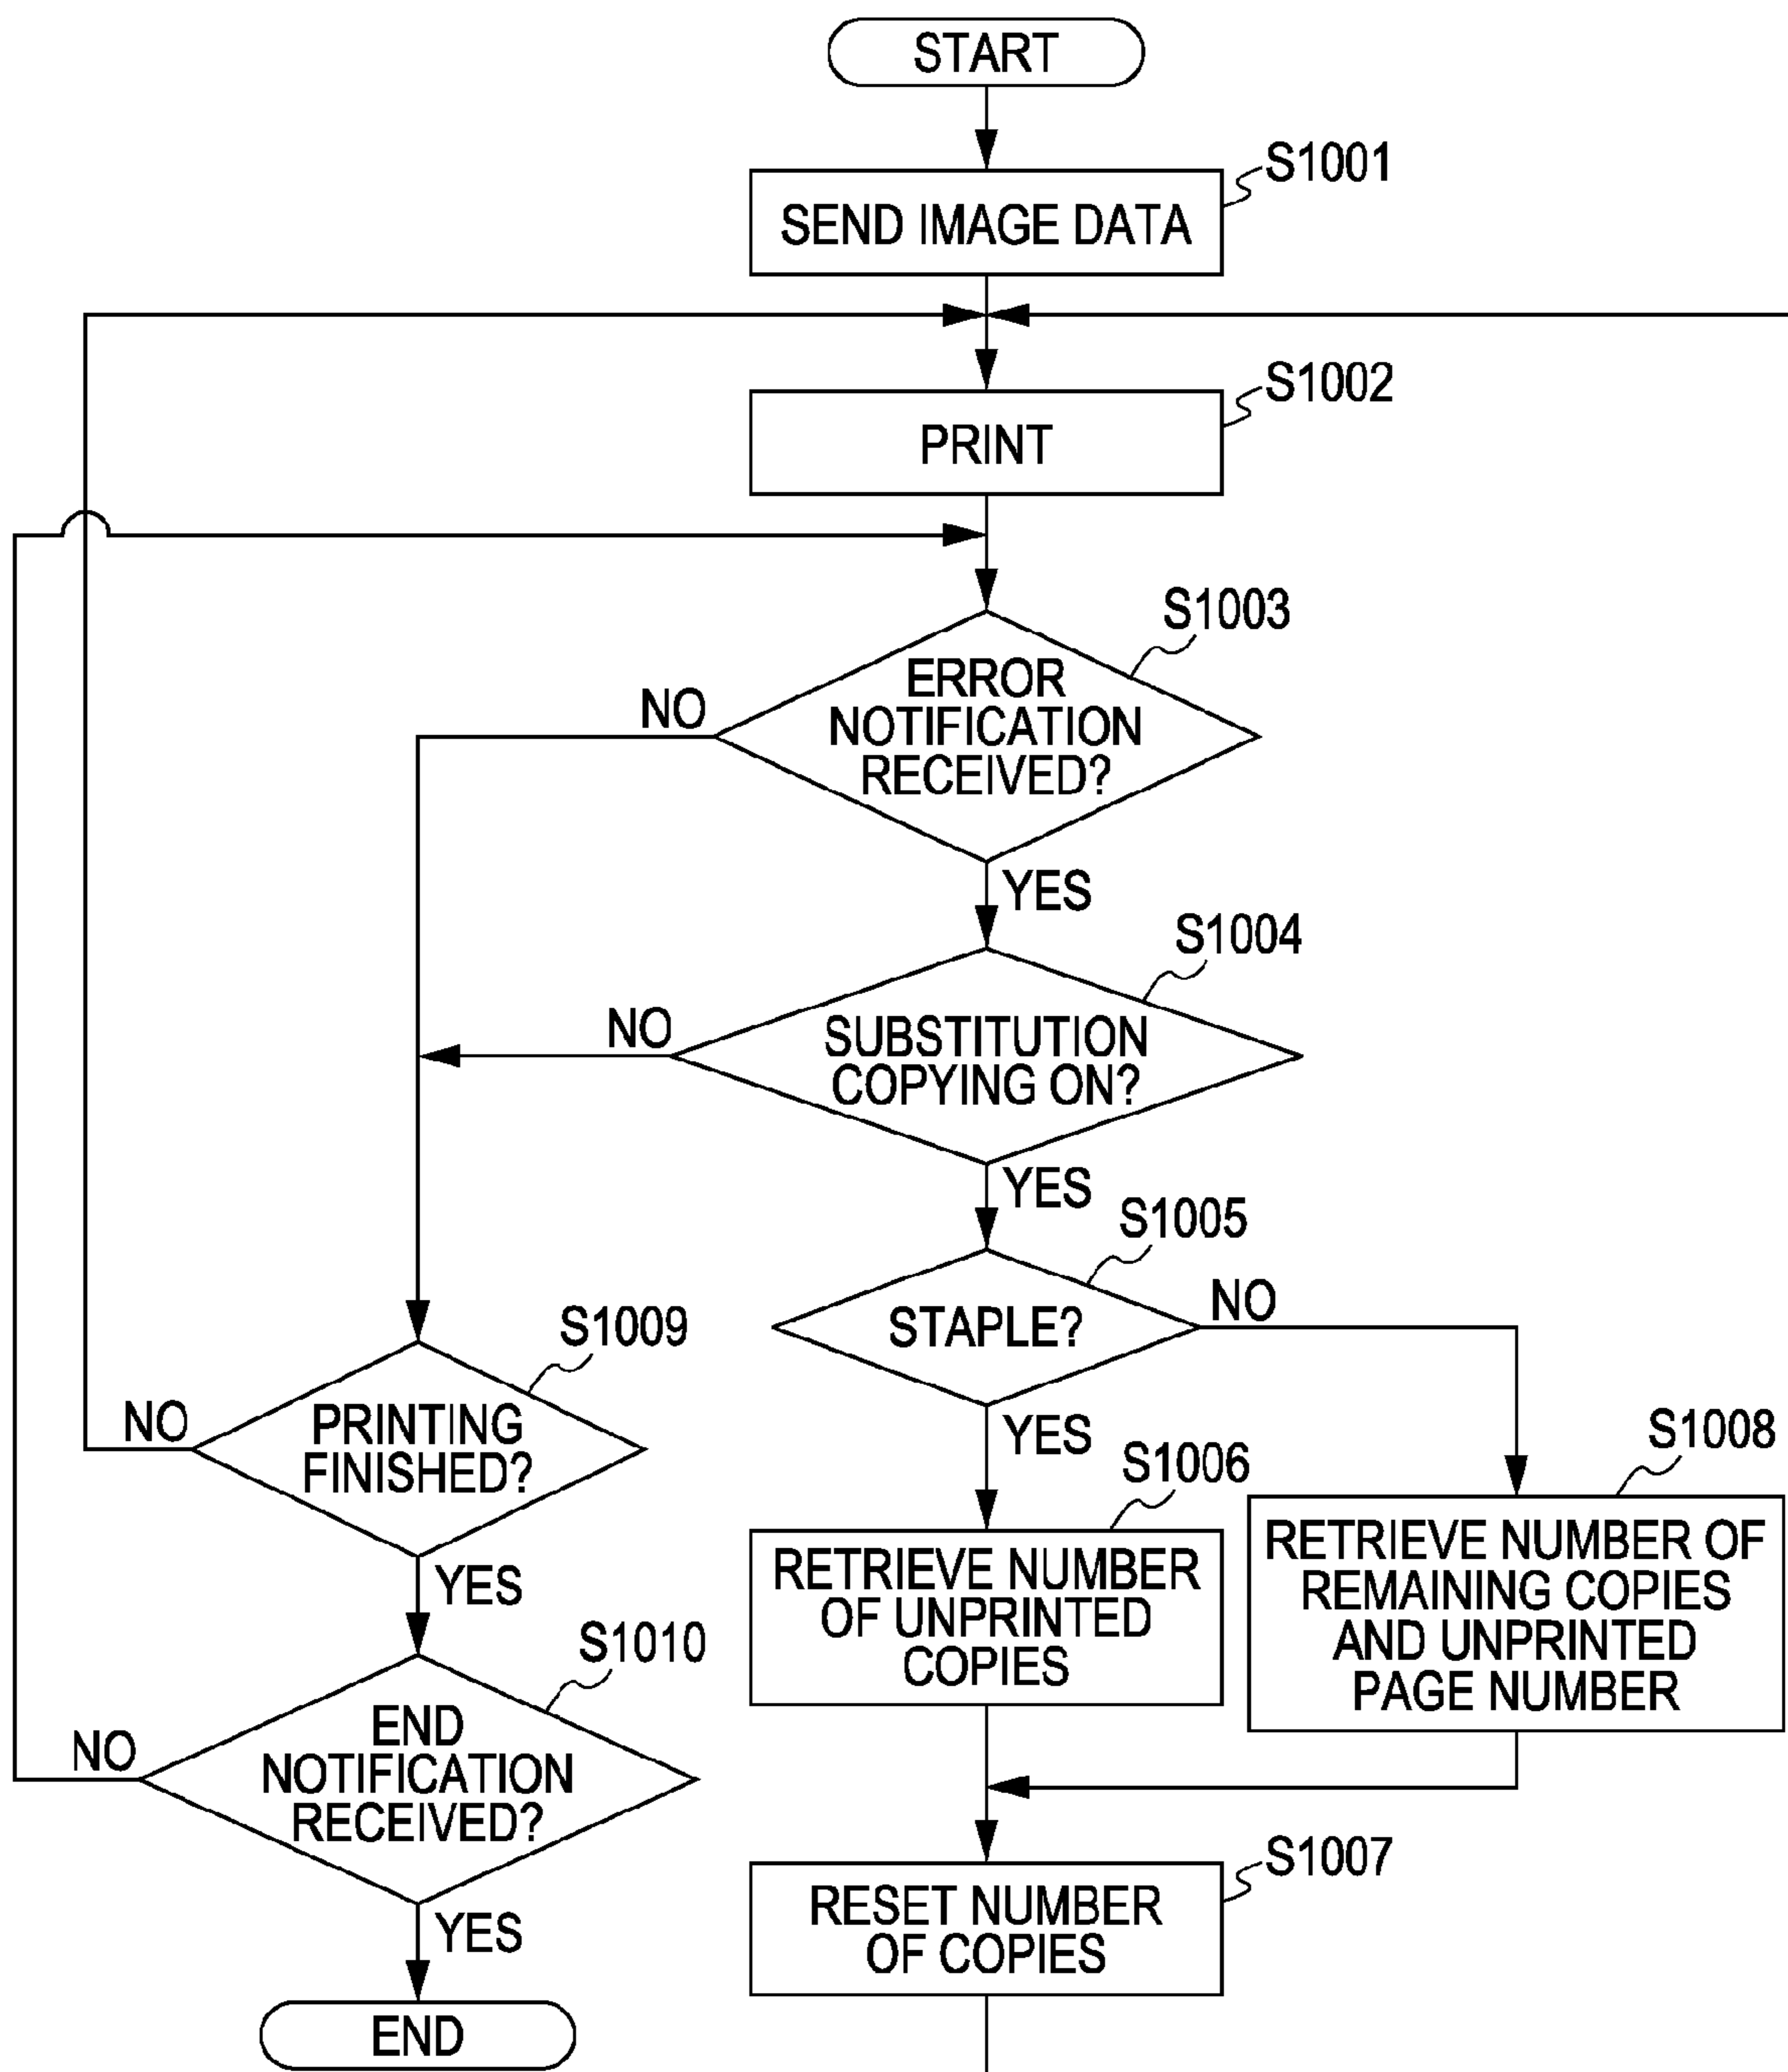 START
S1001
SEND IMAGE DATA
S1002
PRINT
S1003
ERROR
NOTIFICATION
RECEIVED?
NO
YES
S1004
SUBSTITUTION
COPYING ON?
NO
YES
S1005
STAPLE?
NO
YES
S1006
RETRIEVE NUMBER
OF UNPRINTED
COPIES
S1008
RETRIEVE NUMBER OF
REMAINING COPIES
AND UNPRINTED
PAGE NUMBER
S1007
RESET NUMBER
OF COPIES
S1009
PRINTING
FINISHED?
NO
YES
S1010
END
NOTIFICATION
RECEIVED?
NO
YES
END